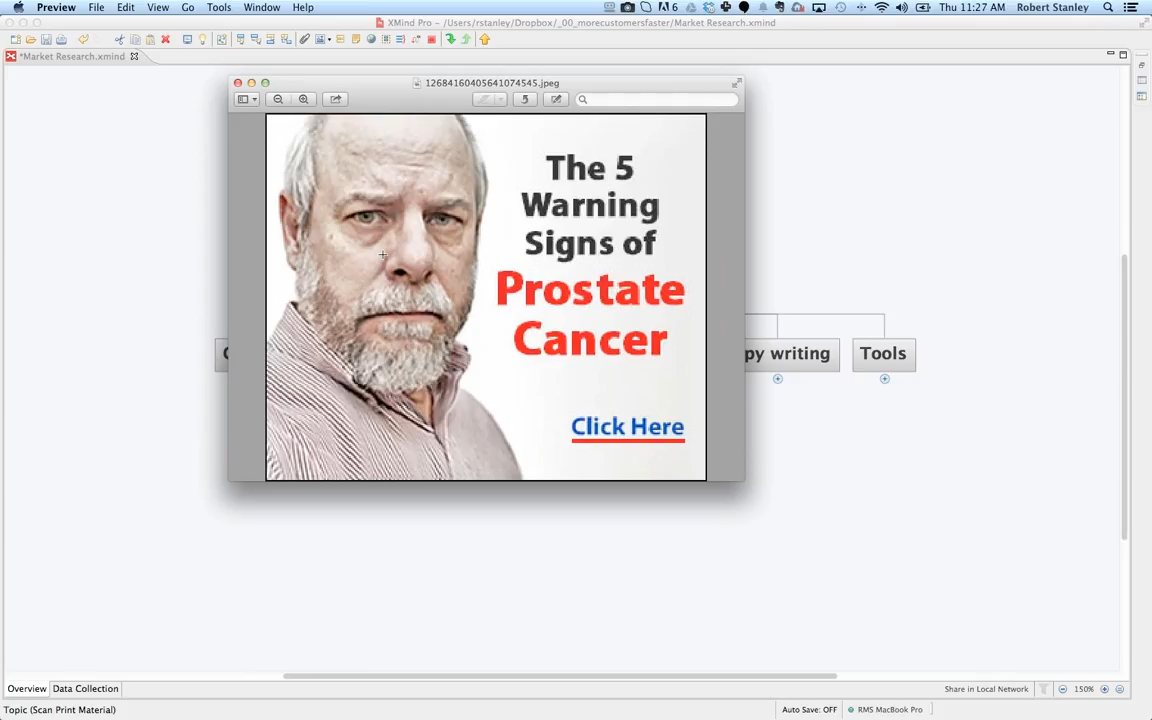 Preview File Edit View Go Tools Window Help
6 Thu 11:27 AM Robert Stanley
XMind Pro - /Users/rstanley/Dropbox/_00_morecustomersfaster/Market Research.xmind
*Market Research.xmind
12684160405641074545.jpeg
The 5
Warning
Signs of
Prostate
Cancer
Click Here
py writing
Tools
Overview Data Collection
Share in Local Network 150%
Topic (Scan Print Material)
Auto Save: OFF RMS MacBook Pro